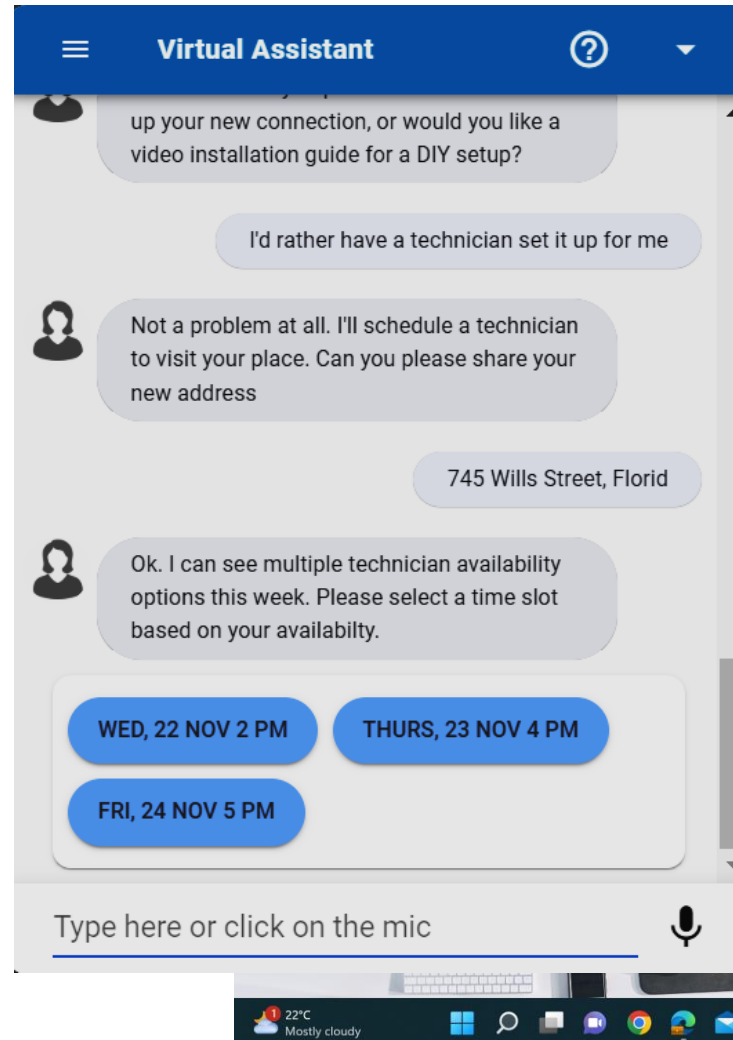 Virtual Assistant
up your new connection, or would you like a
video installation guide for a DIY setup?
I'd rather have a technician set it up for me
Not a problem at all. I'll schedule a technician
to visit your place. Can you please share your
new address
745 Wills Street, Florid
Ok. I can see multiple technician availability
options this week. Please select a time slot
based on your availabilty.
WED, 22 NOV 2 PM
THURS, 23 NOV 4 PM
FRI, 24 NOV 5 PM
Type here or click on the mic
1
22°C
Mostly cloudy